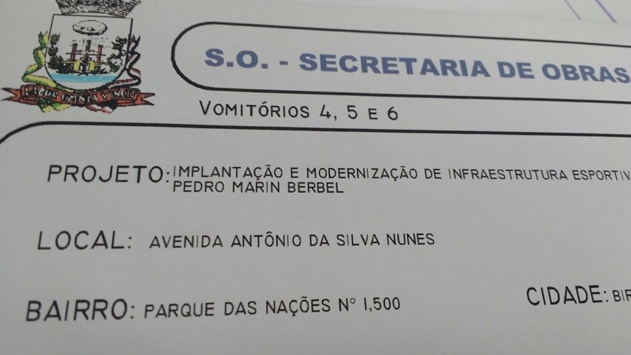 S.O. - SECRETARIA DE OBRAS
VOMITÓRIOS 4, 5 E 6
PROJETO: IMPLANTAÇÃO E MODERNIZAÇÃO DE INFRAESTRUTURA ESPORTIV
PEDRO MARIN BERBEL
LOCAL: AVENIDA ANTÔNIO DA SILVA NUNES
BAIRRO: PARQUE DAS NAÇÕES Nº 1,500 CIDADE: BIR